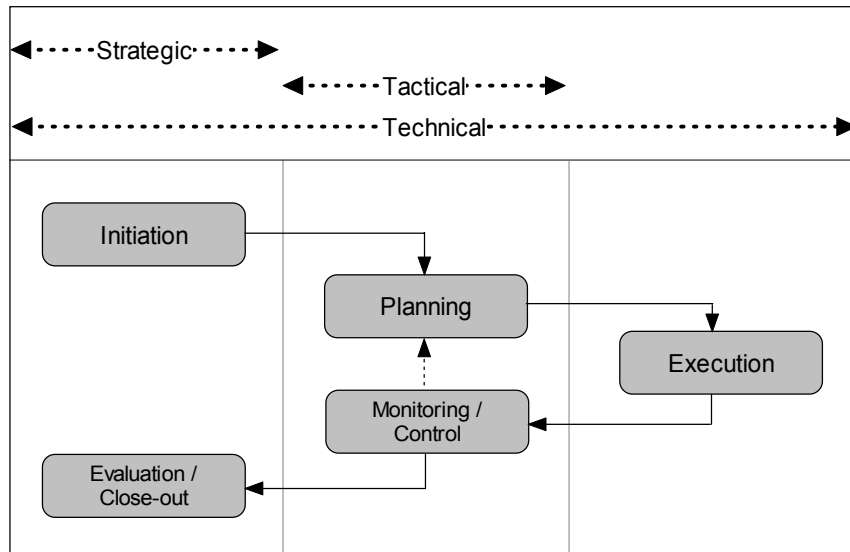 Strategic
Tactical
Technical
Initiation
Planning
Execution
Monitoring /
Control
Evaluation /
Close-out